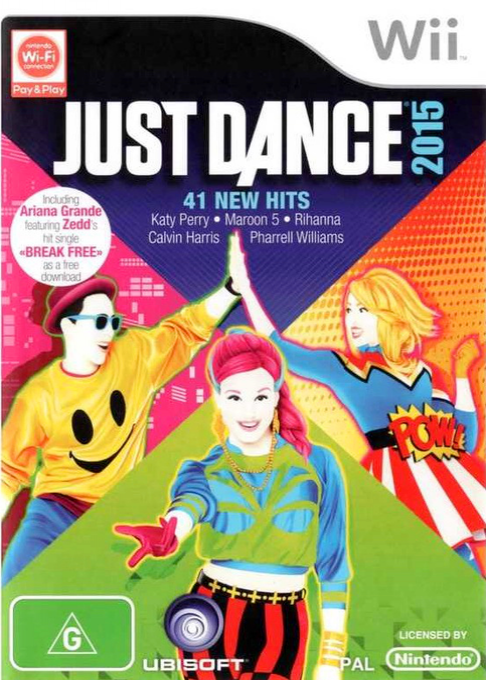 Nintendo
Wi-Fi
connection
Pay & Play
Wii™
JUST DANCE®
2015
41 NEW HITS
Katy Perry • Maroon 5 • Rihanna
Calvin Harris • Pharrell Williams
Including
Ariana Grande
featuring Zedd's
hit single
«BREAK FREE»
as a free
download
POW!
G
UBISOFT®
PAL
LICENSED BY
Nintendo®